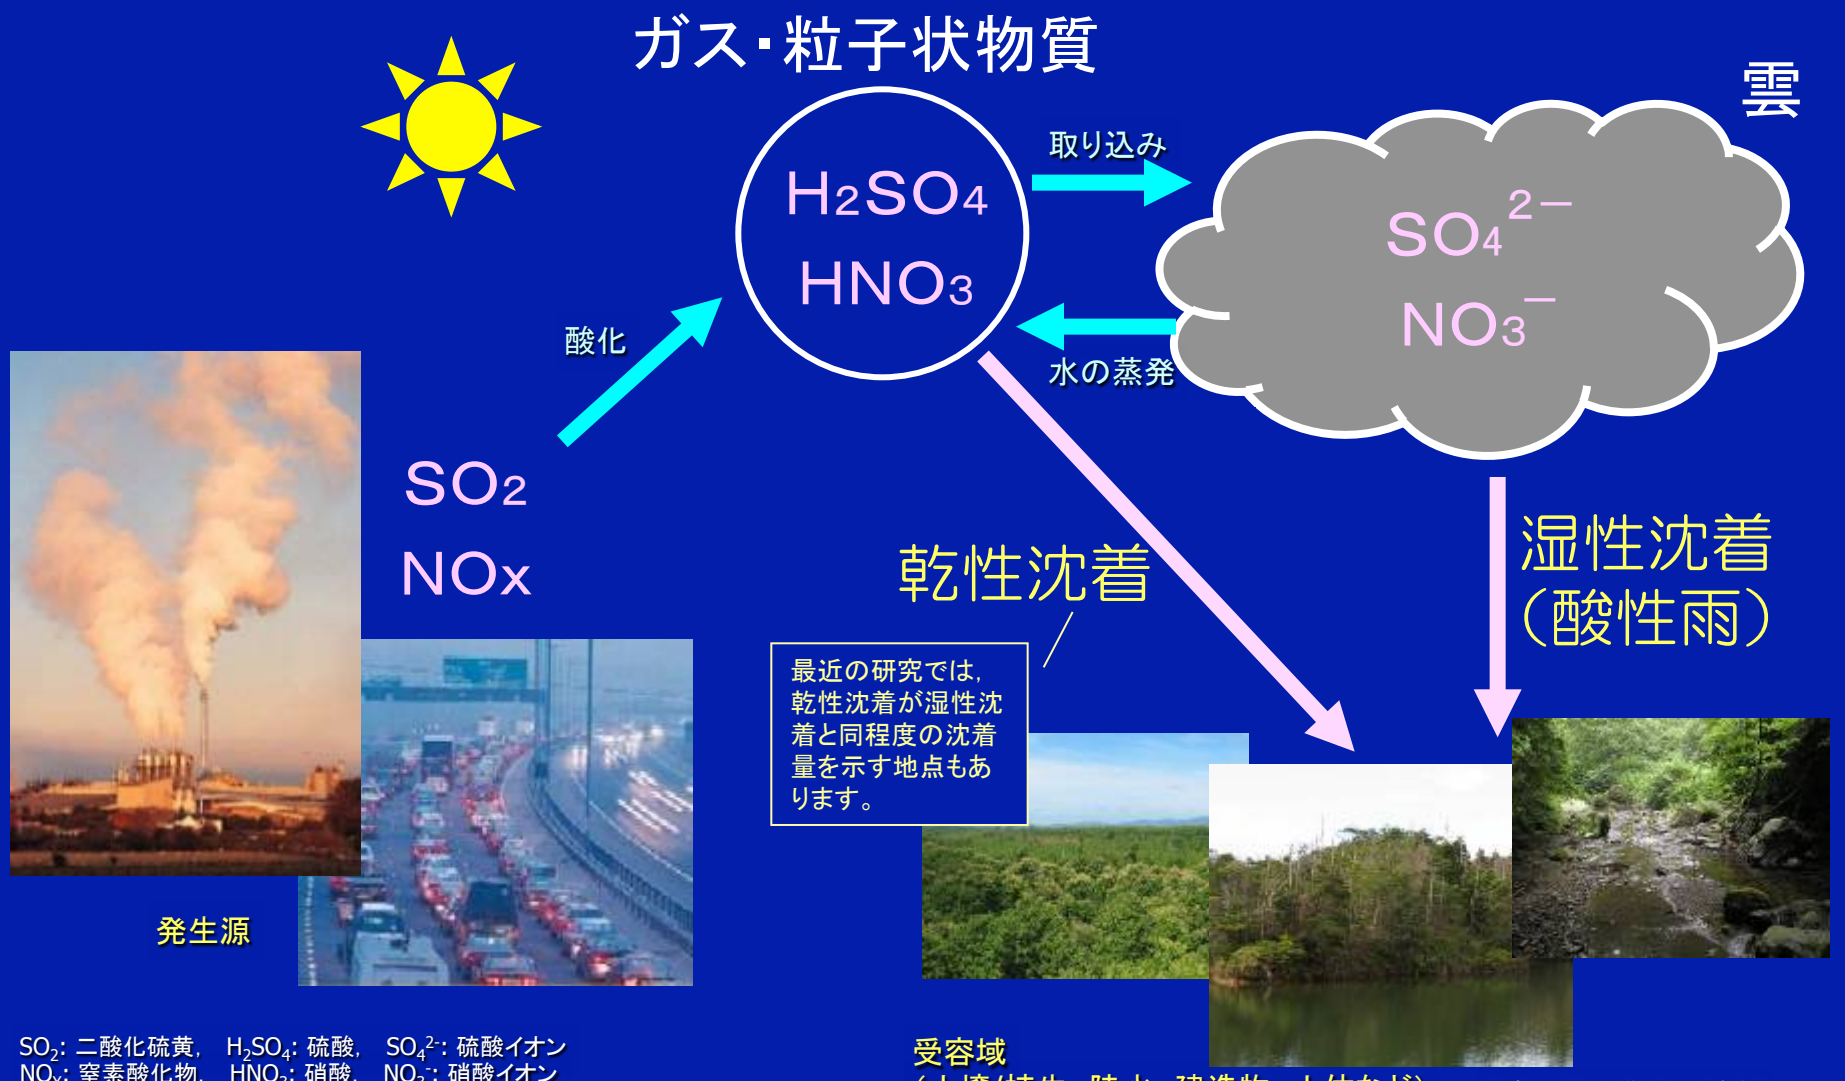 ガス・粒子状物質
雲
取り込み
H2SO4
HNO3
SO4 2−
NO3 −
酸化
水の蒸発
SO2
NOx
乾性沈着
湿性沈着
（酸性雨）
最近の研究では,
乾性沈着が湿性沈
着と同程度の沈着
量を示す地点もあ
ります。
発生源
SO2: 二酸化硫黄, H2SO4: 硫酸, SO42-: 硫酸イオン
NOx: 窒素酸化物, HNO3: 硝酸, NO3-: 硝酸イオン
受容域